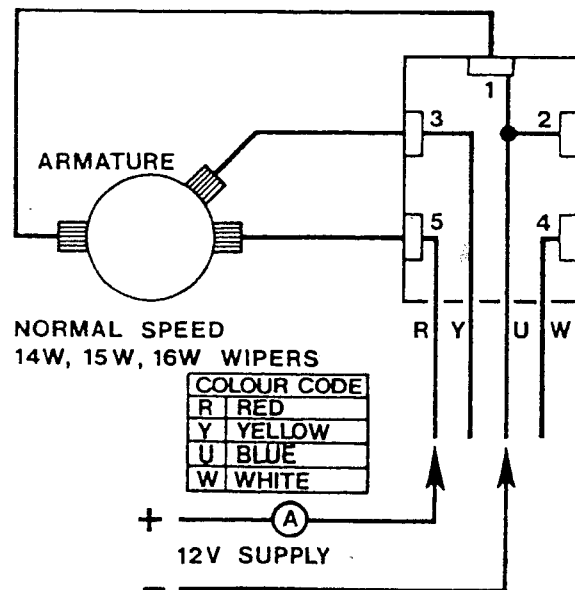 1
3
2
ARMATURE
5
4
NORMAL SPEED
R Y U W
14W, 15W, 16W WIPERS
COLOUR CODE
R RED
Y YELLOW
U BLUE
W WHITE
+
A
12V SUPPLY
−